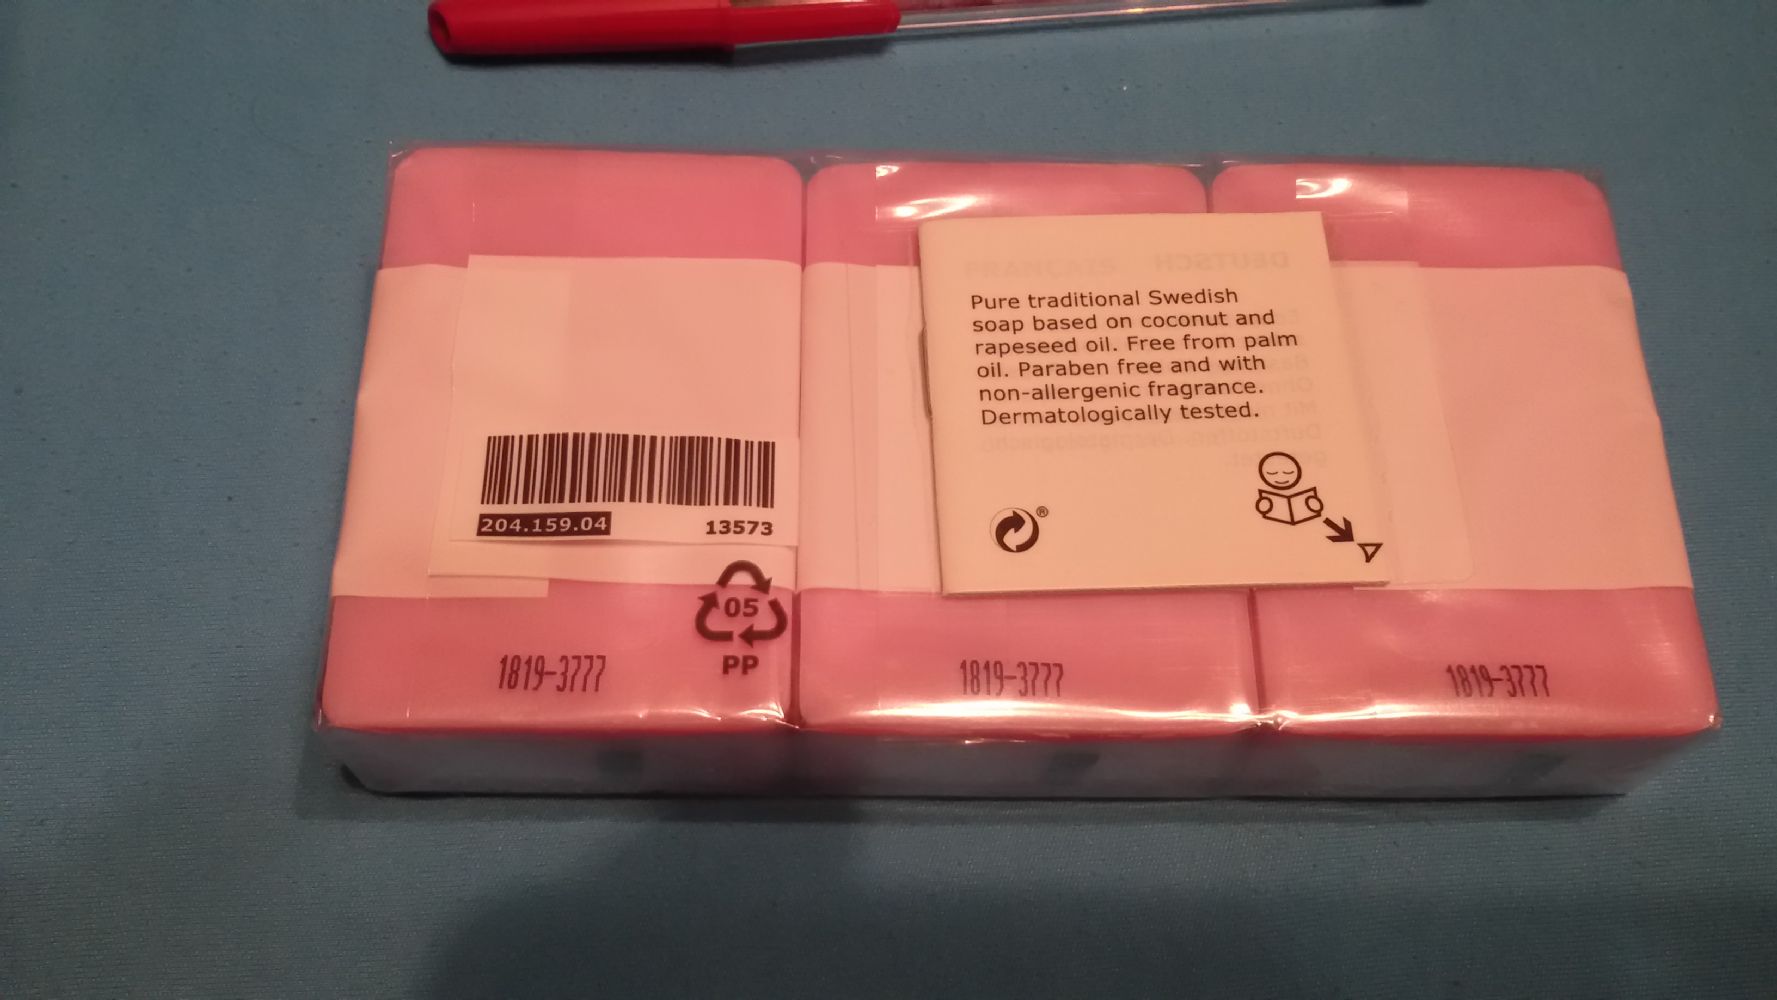 FRANÇAIS DEUTSCH
Pure traditional Swedish
soap based on coconut and
rapeseed oil. Free from palm
oil. Paraben free and with
non-allergenic fragrance.
Dermatologically tested.
®
204.159.04 13573
05
PP
1819-3777 1819-3777 1819-3777